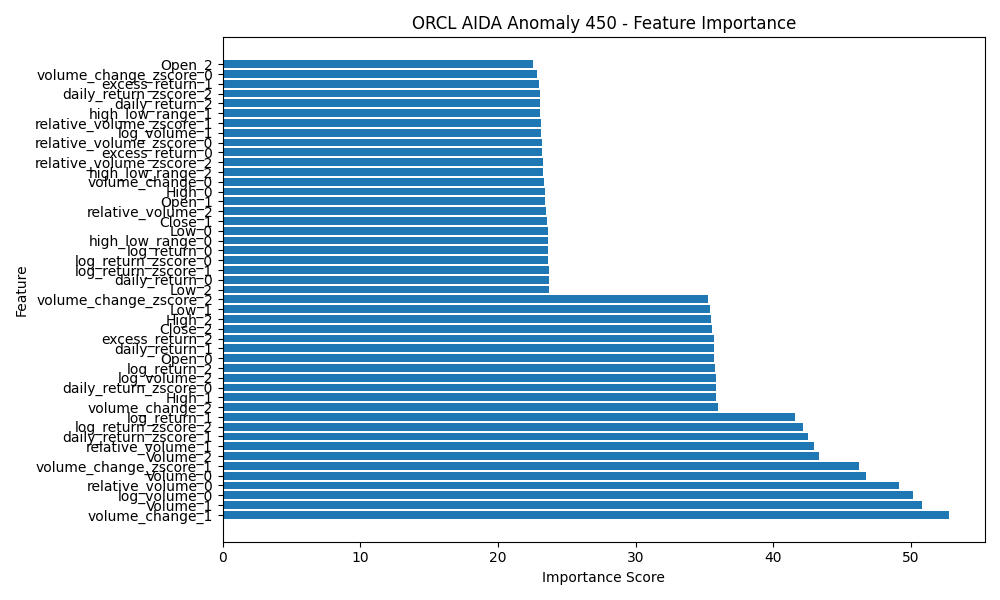 ORCL AIDA Anomaly 450 - Feature Importance
Open_2
volume_change_zscore_0
excess_return_1
daily_return_zscore_2
daily_return_2
high_low_range_1
relative_volume_zscore_1
log_volume_1
relative_volume_zscore_0
excess_return_0
relative_volume_zscore_2
high_low_range_2
volume_change_0
High_0
Open_1
relative_volume_2
Close_1
Low_0
high_low_range_0
log_return_0
log_return_zscore_0
log_return_zscore_1
daily_return_0
Low_2
volume_change_zscore_2
Low_1
High_2
Close_2
excess_return_2
daily_return_1
Open_0
log_return_2
log_volume_2
daily_return_zscore_0
High_1
volume_change_2
log_return_1
log_return_zscore_2
daily_return_zscore_1
relative_volume_1
Volume_2
volume_change_zscore_1
Volume_0
relative_volume_0
log_volume_0
Volume_1
volume_change_1
Feature
0 10 20 30 40 50
Importance Score